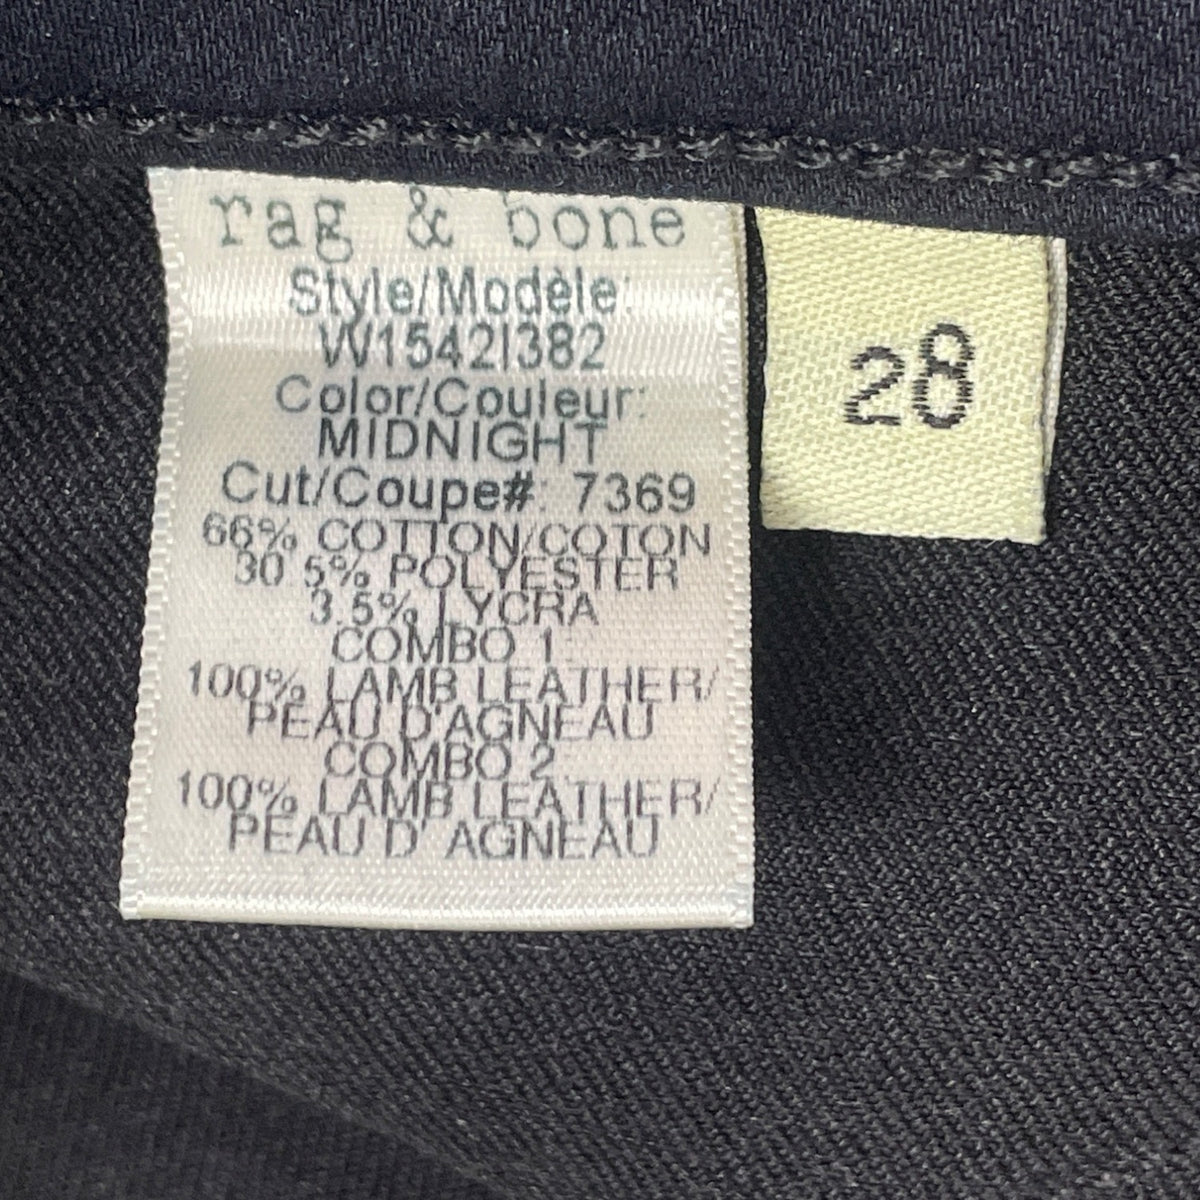 rag & bone
Style/Modèle:
W1542I382
Color/Couleur:
MIDNIGHT
Cut/Coupe#: 7369
66% COTTON/COTON
30.5% POLYESTER
3.5% LYCRA
COMBO 1
100% LAMB LEATHER/
PEAU D'AGNEAU
COMBO 2
100% LAMB LEATHER/
PEAU D' AGNEAU
28